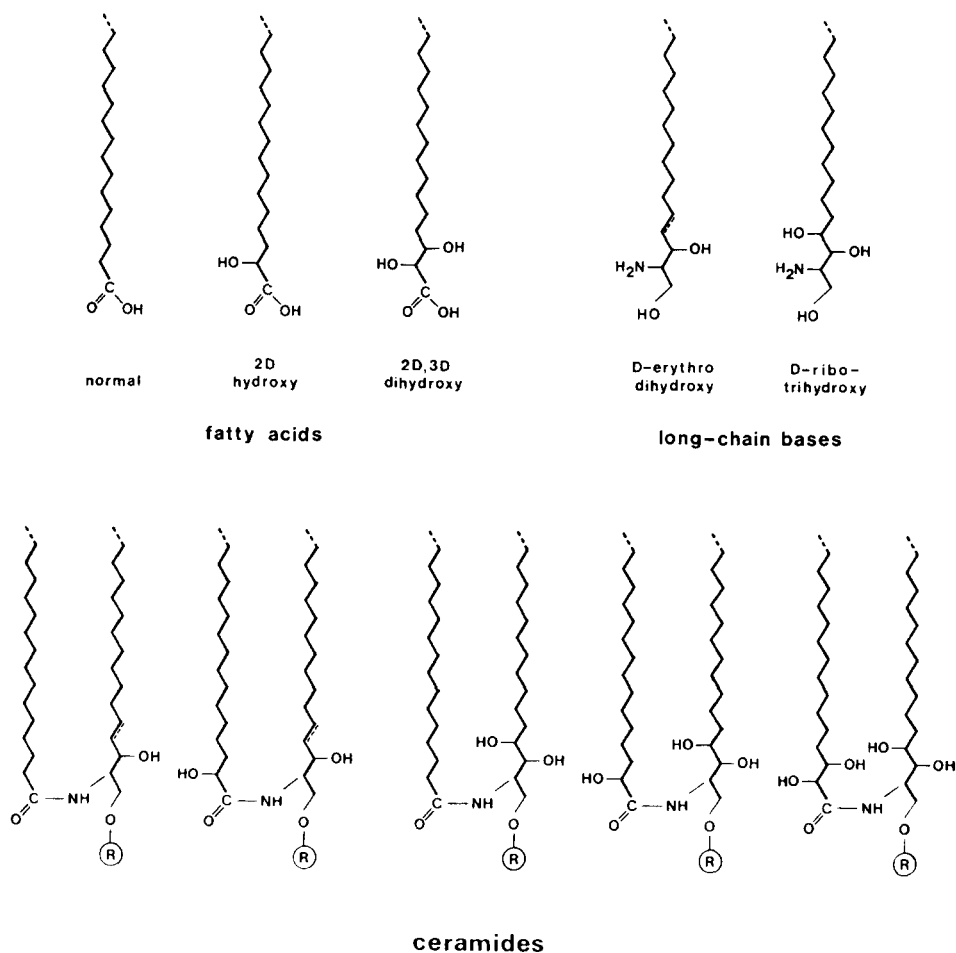 HO
OH
HO
OH
HO
OH
H2N
HO
H2N
C
O
OH
C
O
OH
C
O
OH
HO
HO
normal
2D
hydroxy
2D,3D
dihydroxy
D-erythro
dihydroxy
D-ribo-
trihydroxy
fatty acids
long-chain bases
HO
HO
HO
OH
OH
OH
OH
OH
HO
HO
HO
OH
HO
C
NH
C
NH
C
NH
C
NH
C
NH
O
O
O
O
O
O
O
O
O
O
R
R
R
R
R
ceramides